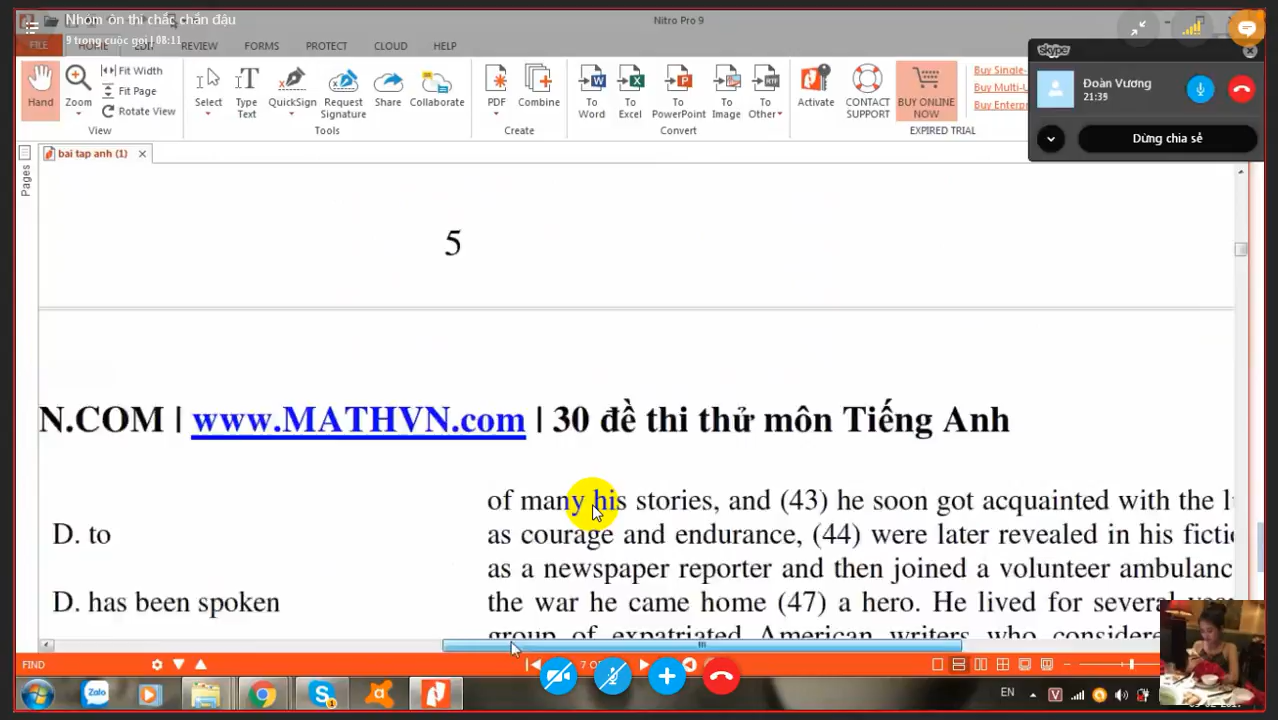 Nhóm ôn thi chắc chắn đậu
Nitro Pro 9
9 trong cuộc gọi | 08:11
FILE
HOME
REVIEW
FORMS
PROTECT
CLOUD
HELP
skype
Đoàn Vương
21:39
Dừng chia sẻ
Hand
Zoom
Fit Width
Fit Page
Rotate View
View
Select
Type Text
QuickSign
Request Signature
Share
Collaborate
Tools
PDF
Combine
Create
To Word
To Excel
To PowerPoint
To Image
To Other
Convert
Activate
CONTACT SUPPORT
BUY ONLINE NOW
Buy Single-
Buy Multi-U
Buy Enterp
EXPIRED TRIAL
bai tap anh (1)
Pages
5
N.COM | www.MATHVN.com | 30 đề thi thử môn Tiếng Anh
of many his stories, and (43) he soon got acquainted with the
D. to
as courage and endurance, (44) were later revealed in his
as a newspaper reporter and then joined a volunteer
D. has been spoken
the war he came home (47) a hero. He lived for several
group of expatriated American writers who
FIND
7
EN